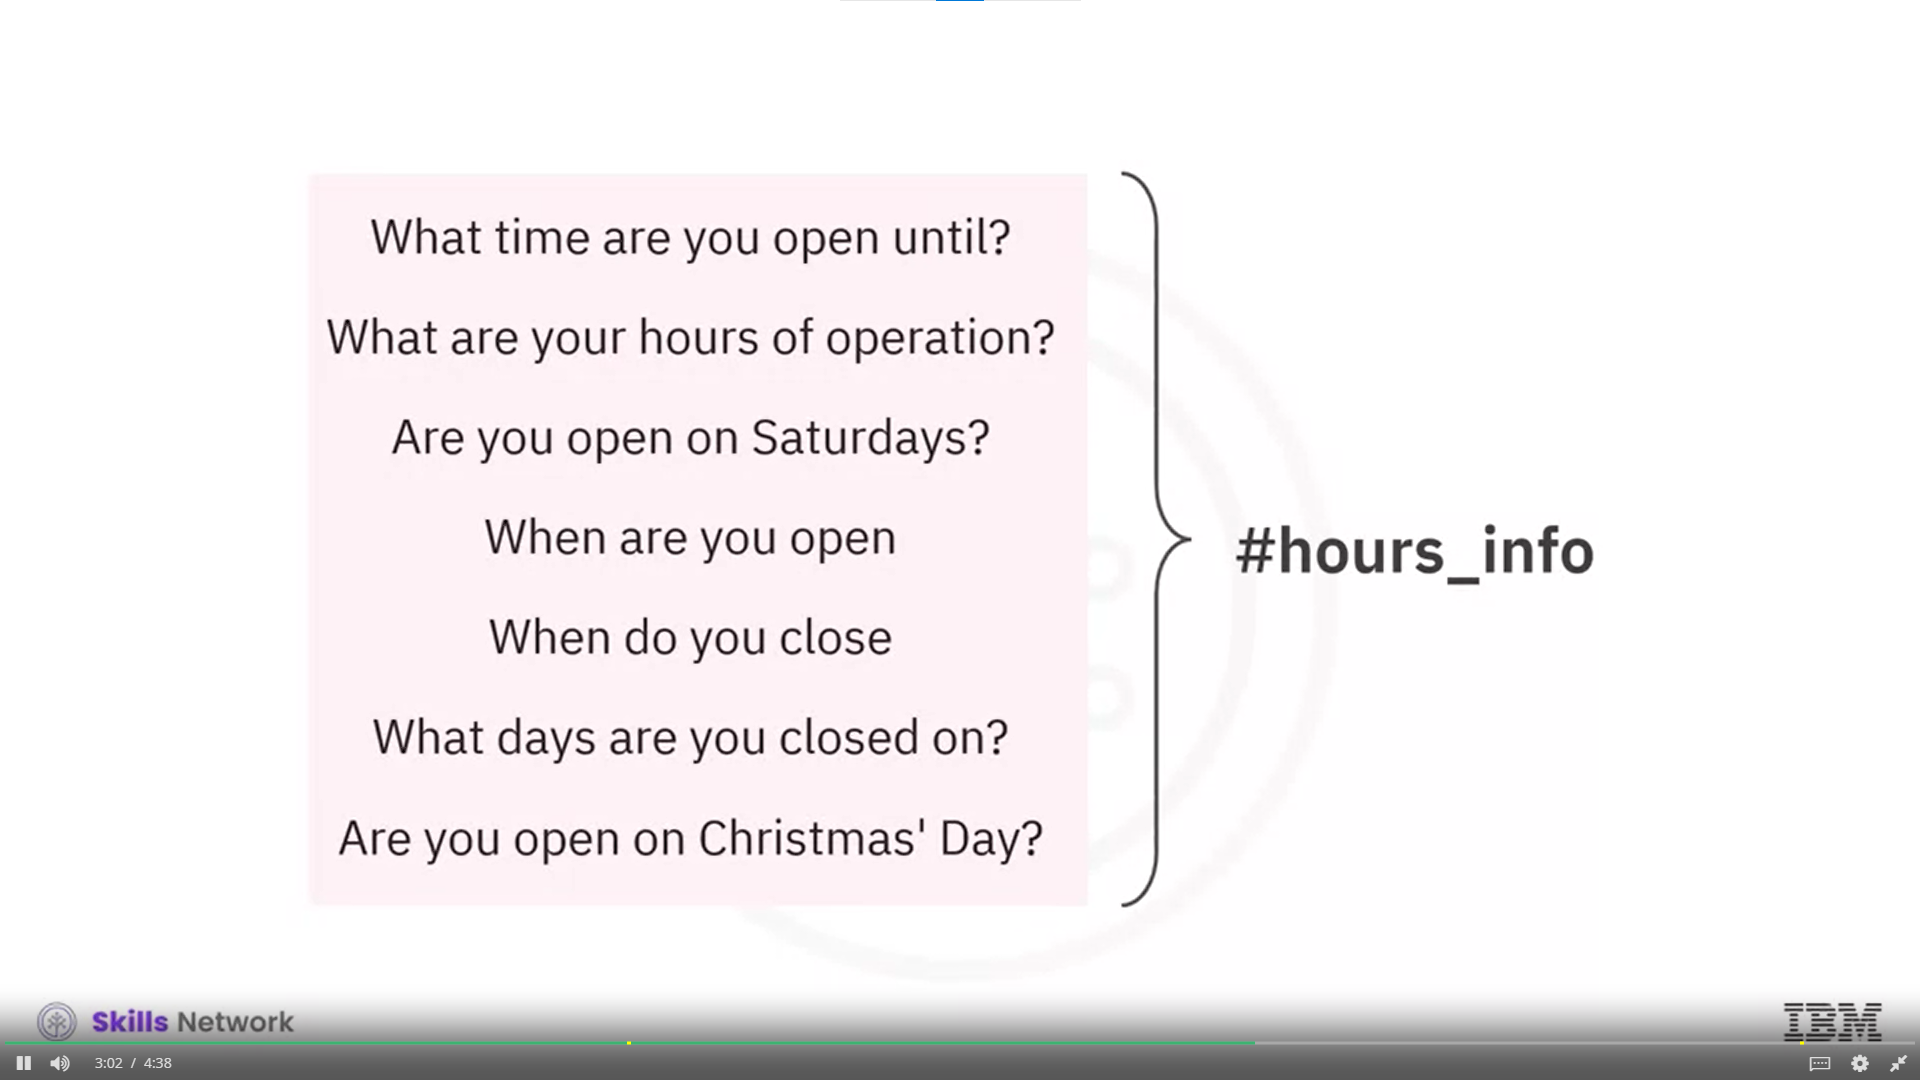 What time are you open until?
What are your hours of operation?
Are you open on Saturdays?
When are you open
When do you close
What days are you closed on?
Are you open on Christmas' Day?
#hours_info
Skills Network
IBM
3:02 / 4:38